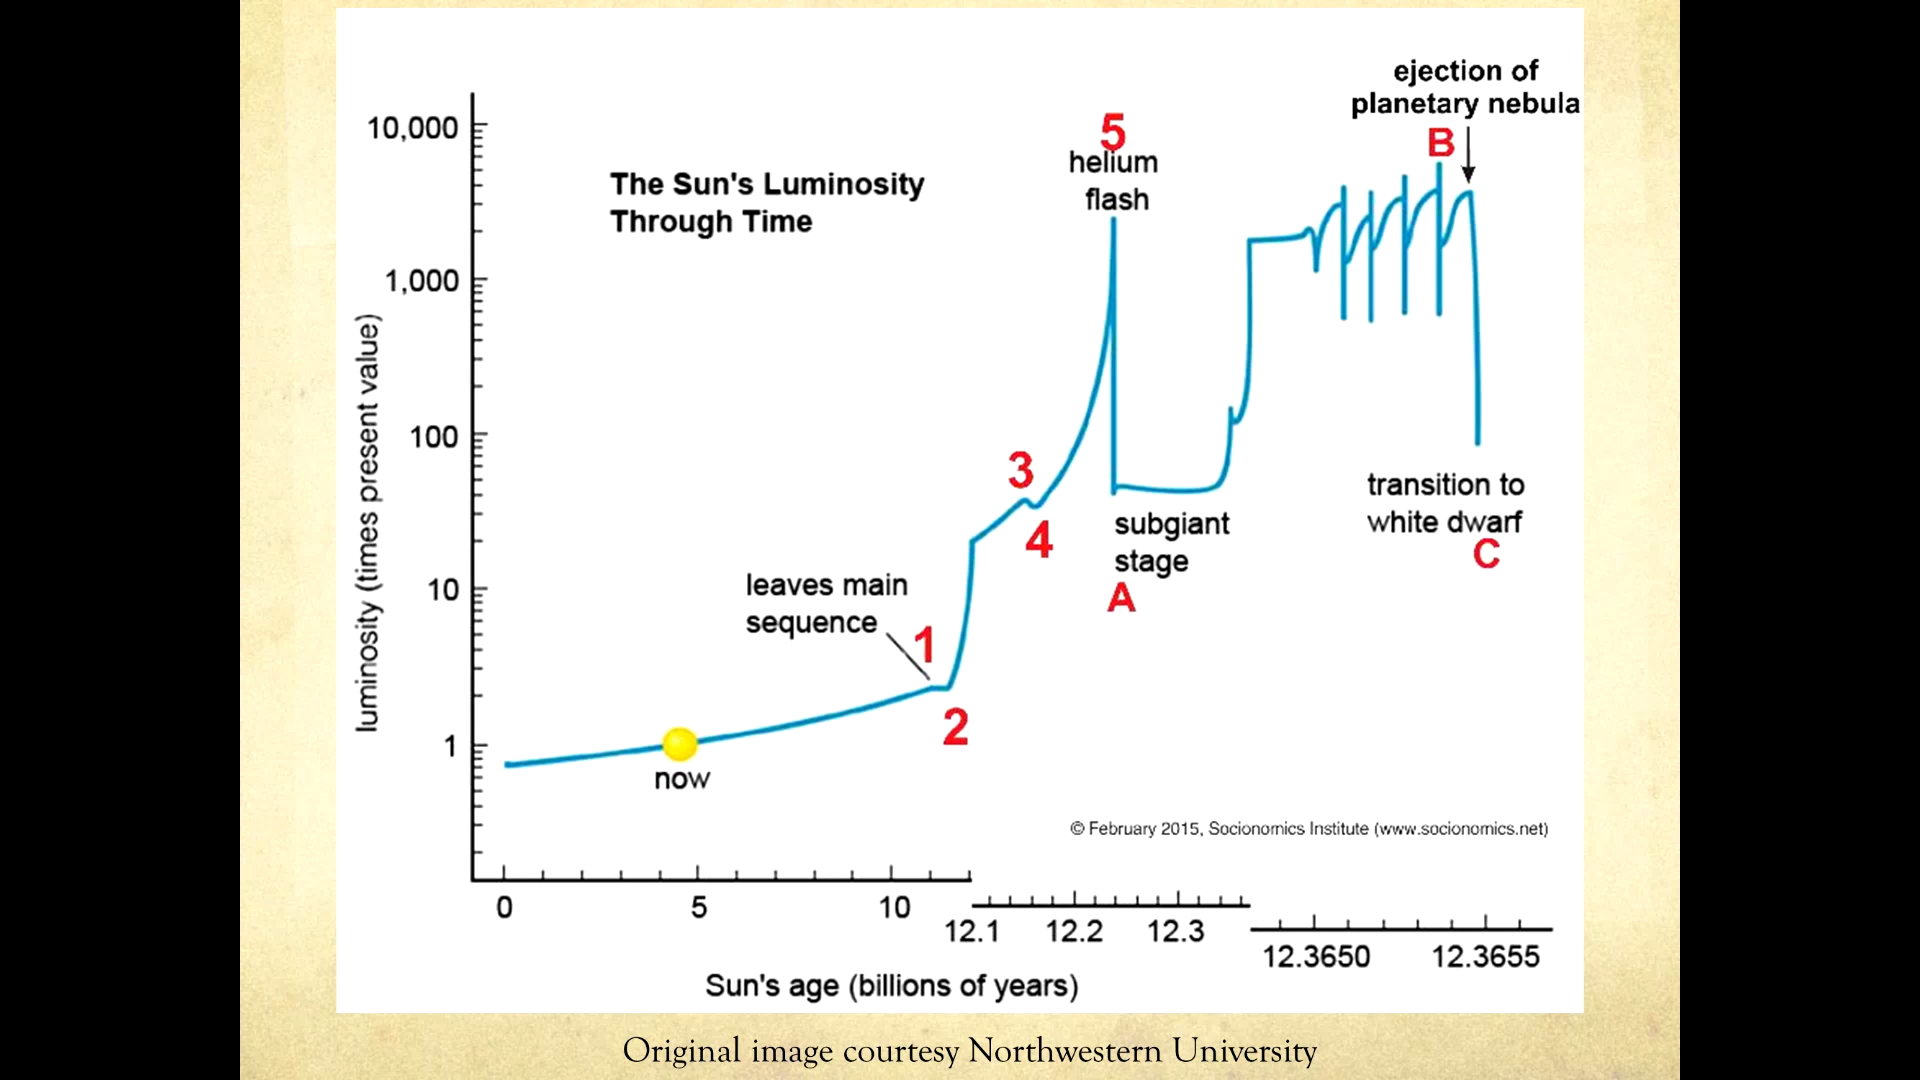 ejection of
planetary nebula
B
10,000
5
helium
flash
The Sun's Luminosity
Through Time
1,000
luminosity (times present value)
100
3
4
transition to
white dwarf
C
subgiant
stage
A
10
leaves main
sequence
1
2
1
now
© February 2015, Socionomics Institute (www.socionomics.net)
0 5 10
12.1 12.2 12.3
12.3650 12.3655
Sun's age (billions of years)
Original image courtesy Northwestern University